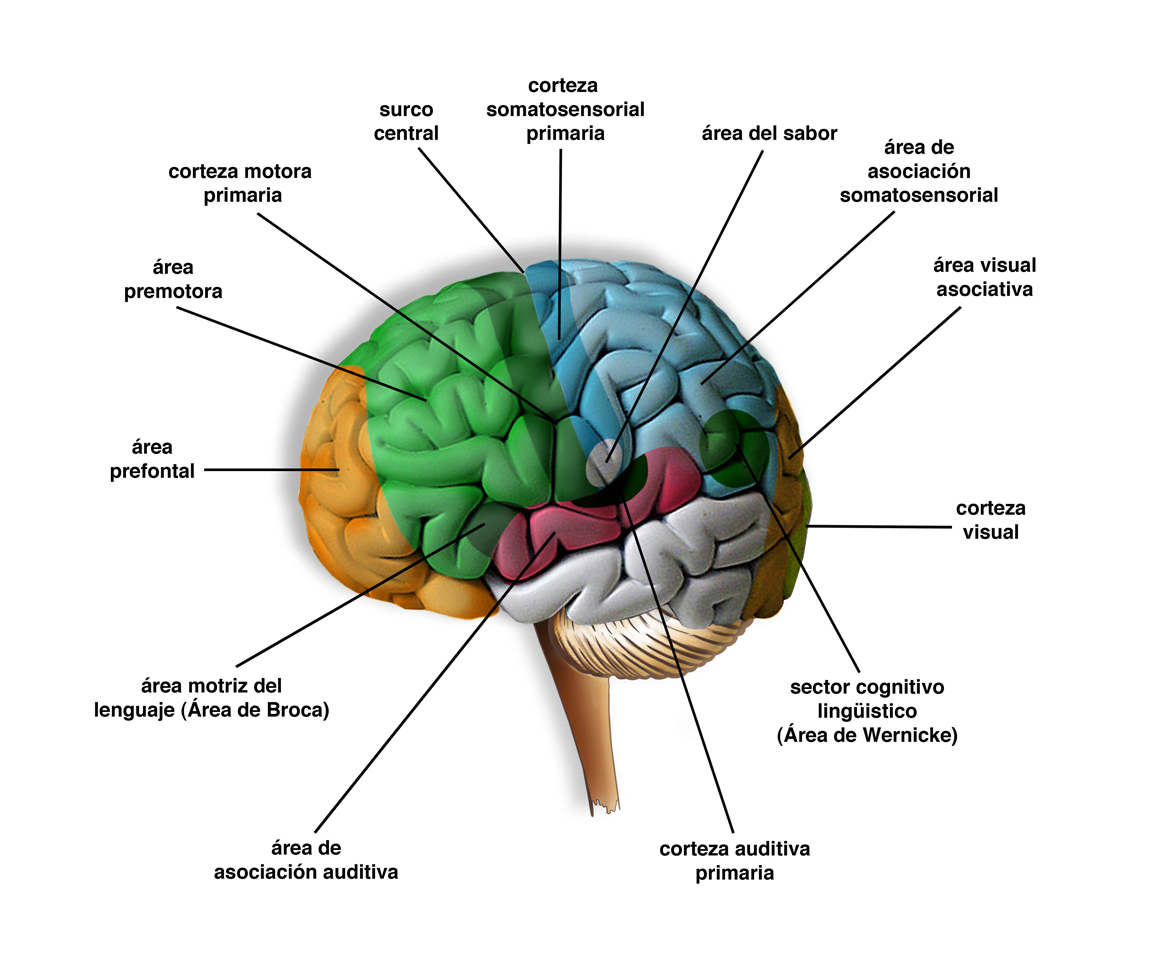 corteza
somatosensorial
primaria
surco
central
área del sabor
área de
asociación
somatosensorial
corteza motora
primaria
área
premotora
área visual
asociativa
área
prefontal
corteza
visual
área motriz del
lenguaje (Área de Broca)
sector cognitivo
lingüistico
(Área de Wernicke)
área de
asociación auditiva
corteza auditiva
primaria